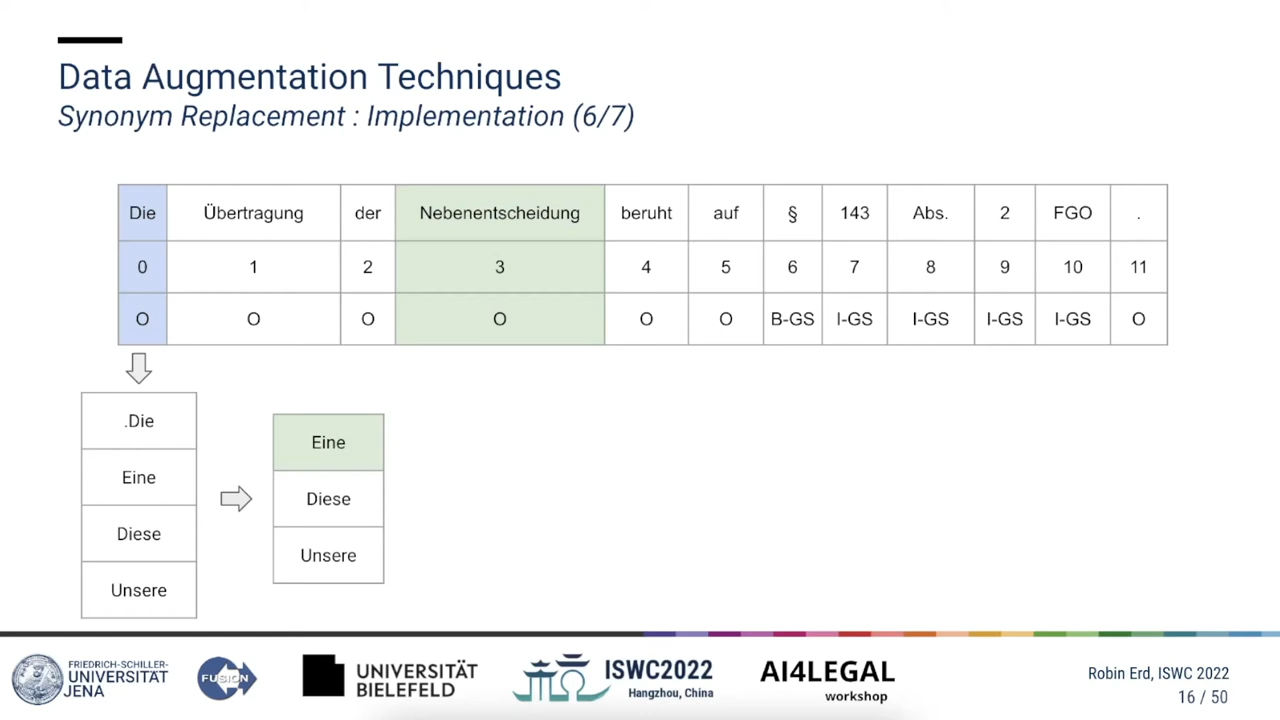 Data Augmentation Techniques
Synonym Replacement : Implementation (6/7)
Die Übertragung der Nebenentscheidung beruht auf § 143 Abs. 2 FGO .
0 1 2 3 4 5 6 7 8 9 10 11
O O O O O O B-GS I-GS I-GS I-GS I-GS O
.Die
Eine
Diese
Unsere
Eine
Diese
Unsere
FRIEDRICH-SCHILLER-
UNIVERSITÄT
JENA
FUSION
UNIVERSITÄT
BIELEFELD
ISWC2022
Hangzhou, China
AI4LEGAL
workshop
Robin Erd, ISWC 2022
16 / 50